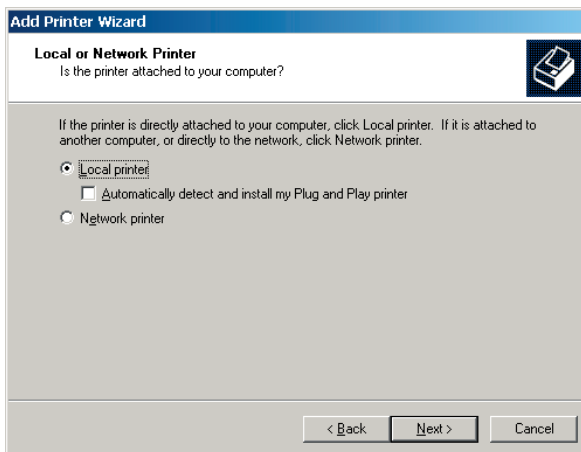 Add Printer Wizard
Local or Network Printer
Is the printer attached to your computer?
If the printer is directly attached to your computer, click Local printer. If it is attached to
another computer, or directly to the network, click Network printer.
Local printer
Automatically detect and install my Plug and Play printer
Network printer
< Back Next > Cancel